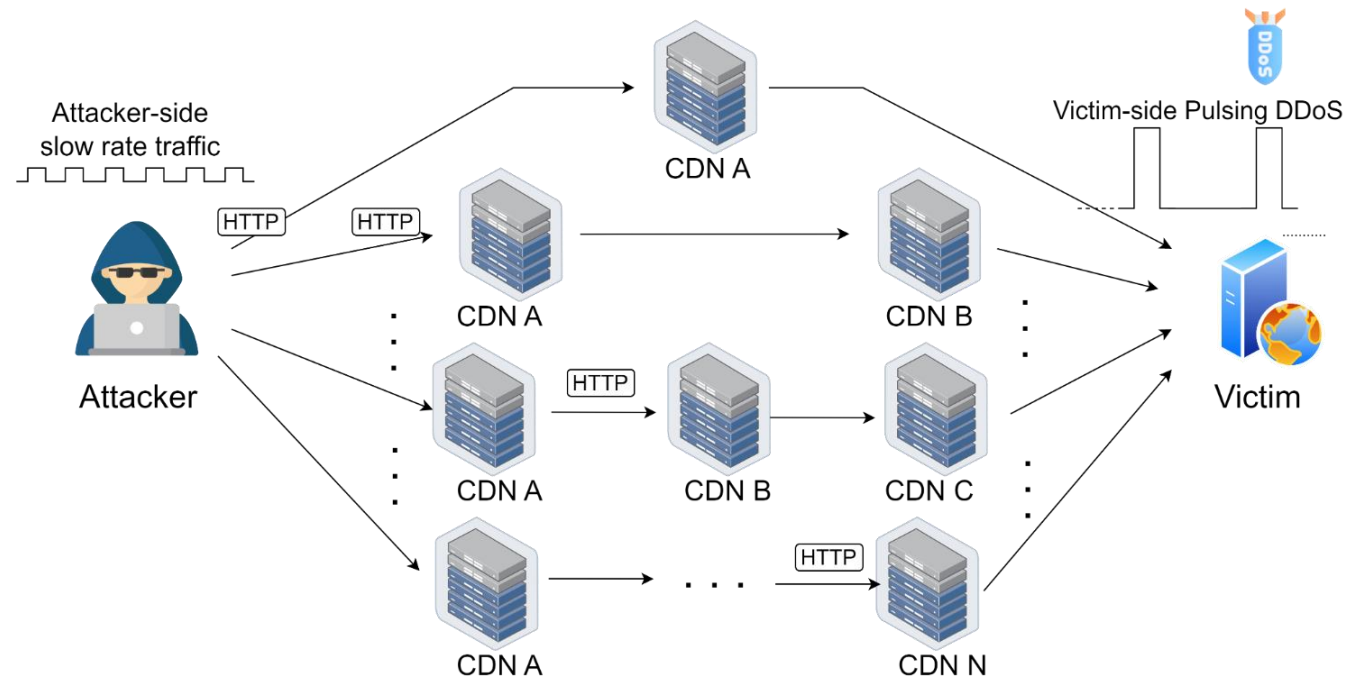 DDoS
Attacker-side
slow rate traffic
Victim-side Pulsing DDoS
CDN A
HTTP
HTTP
CDN A
CDN B
Attacker
Victim
HTTP
CDN A
CDN B
CDN C
HTTP
. . .
CDN A
CDN N